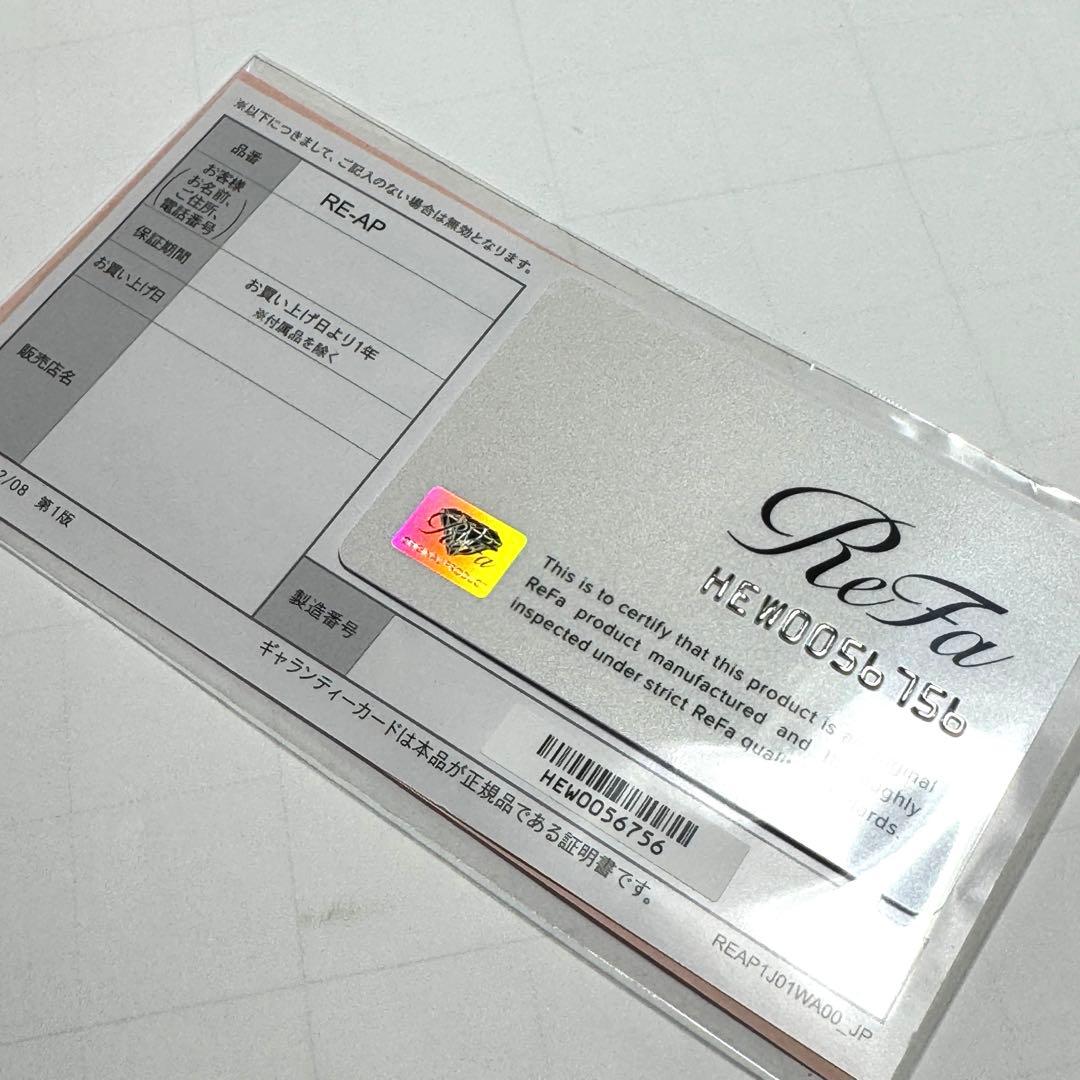 ※以下につきまして、ご記入のない場合は無効となります。
品番
RE-AP
お客様
お名前、
ご住所、
電話番号
保証期間
お買い上げ日より1年
※付属品を除く
お買い上げ日
販売店名
2/08 第1版
製造番号
HEW0056756
ギャランティーカードは本品が正規品である証明書です。
REAP1J01WA00_JP
ReFa
HEW0056756
ReFa
This is to certify that this product is
ReFa product manufactured and
inspected under strict ReFa